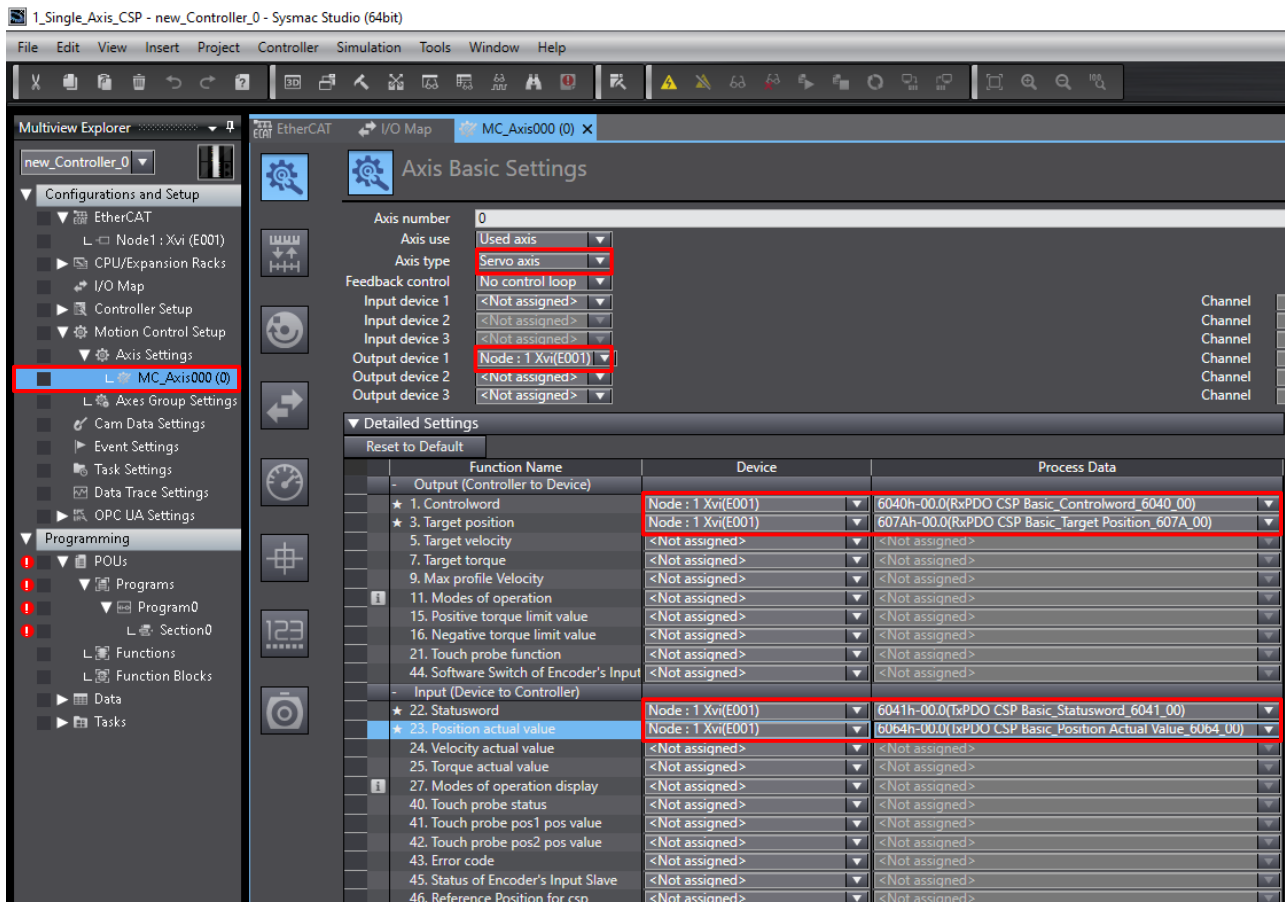 1_Single_Axis_CSP - new_Controller_0 - Sysmac Studio (64bit)
File Edit View Insert Project Controller Simulation Tools Window Help
3D
100%
Multiview Explorer
EtherCAT
I/O Map
MC_Axis000 (0)
new_Controller_0
Axis Basic Settings
Configurations and Setup
EtherCAT
Node1 : Xvi (E001)
CPU/Expansion Racks
I/O Map
Controller Setup
Motion Control Setup
Axis Settings
MC_Axis000 (0)
Axes Group Settings
Cam Data Settings
Event Settings
Task Settings
Data Trace Settings
OPC UA Settings
Programming
POUs
Programs
Program0
Section0
Functions
Function Blocks
Data
Tasks
123
Axis number 0
Axis use Used axis
Axis type Servo axis
Feedback control No control loop
Input device 1 <Not assigned> Channel
Input device 2 <Not assigned> Channel
Input device 3 <Not assigned> Channel
Output device 1 Node : 1 Xvi(E001) Channel
Output device 2 <Not assigned> Channel
Output device 3 <Not assigned> Channel
Detailed Settings
Reset to Default
Function Name Device Process Data
- Output (Controller to Device)
★ 1. Controlword Node : 1 Xvi(E001) 6040h-00.0(RxPDO CSP Basic_Controlword_6040_00)
★ 3. Target position Node : 1 Xvi(E001) 607Ah-00.0(RxPDO CSP Basic_Target Position_607A_00)
5. Target velocity <Not assigned> <Not assigned>
7. Target torque <Not assigned> <Not assigned>
9. Max profile Velocity <Not assigned> <Not assigned>
11. Modes of operation <Not assigned> <Not assigned>
15. Positive torque limit value <Not assigned> <Not assigned>
16. Negative torque limit value <Not assigned> <Not assigned>
21. Touch probe function <Not assigned> <Not assigned>
44. Software Switch of Encoder's Input <Not assigned> <Not assigned>
- Input (Device to Controller)
★ 22. Statusword Node : 1 Xvi(E001) 6041h-00.0(TxPDO CSP Basic_Statusword_6041_00)
★ 23. Position actual value Node : 1 Xvi(E001) 6064h-00.0(TxPDO CSP Basic_Position Actual Value_6064_00)
24. Velocity actual value <Not assigned> <Not assigned>
25. Torque actual value <Not assigned> <Not assigned>
27. Modes of operation display <Not assigned> <Not assigned>
40. Touch probe status <Not assigned> <Not assigned>
41. Touch probe pos1 pos value <Not assigned> <Not assigned>
42. Touch probe pos2 pos value <Not assigned> <Not assigned>
43. Error code <Not assigned> <Not assigned>
45. Status of Encoder's Input Slave <Not assigned> <Not assigned>
46. Reference Position for csp <Not assigned> <Not assigned>